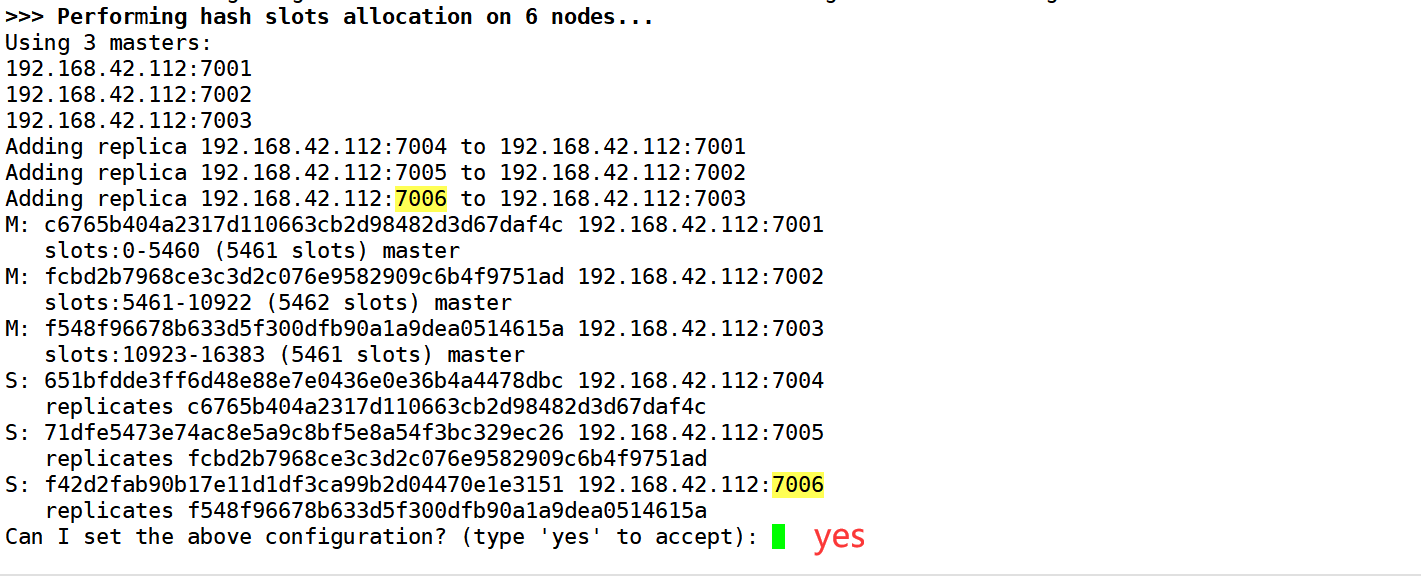 >>> Performing hash slots allocation on 6 nodes...
Using 3 masters:
192.168.42.112:7001
192.168.42.112:7002
192.168.42.112:7003
Adding replica 192.168.42.112:7004 to 192.168.42.112:7001
Adding replica 192.168.42.112:7005 to 192.168.42.112:7002
Adding replica 192.168.42.112:7006 to 192.168.42.112:7003
M: c6765b404a2317d110663cb2d98482d3d67daf4c 192.168.42.112:7001
   slots:0-5460 (5461 slots) master
M: fcbd2b7968ce3c3d2c076e9582909c6b4f9751ad 192.168.42.112:7002
   slots:5461-10922 (5462 slots) master
M: f548f96678b633d5f300dfb90a1a9dea0514615a 192.168.42.112:7003
   slots:10923-16383 (5461 slots) master
S: 651bfdde3ff6d48e88e7e0436e0e36b4a4478dbc 192.168.42.112:7004
   replicates c6765b404a2317d110663cb2d98482d3d67daf4c
S: 71dfe5473e74ac8e5a9c8bf5e8a54f3bc329ec26 192.168.42.112:7005
   replicates fcbd2b7968ce3c3d2c076e9582909c6b4f9751ad
S: f42d2fab90b17e11d1df3ca99b2d04470e1e3151 192.168.42.112:7006
   replicates f548f96678b633d5f300dfb90a1a9dea0514615a
Can I set the above configuration? (type 'yes' to accept): yes